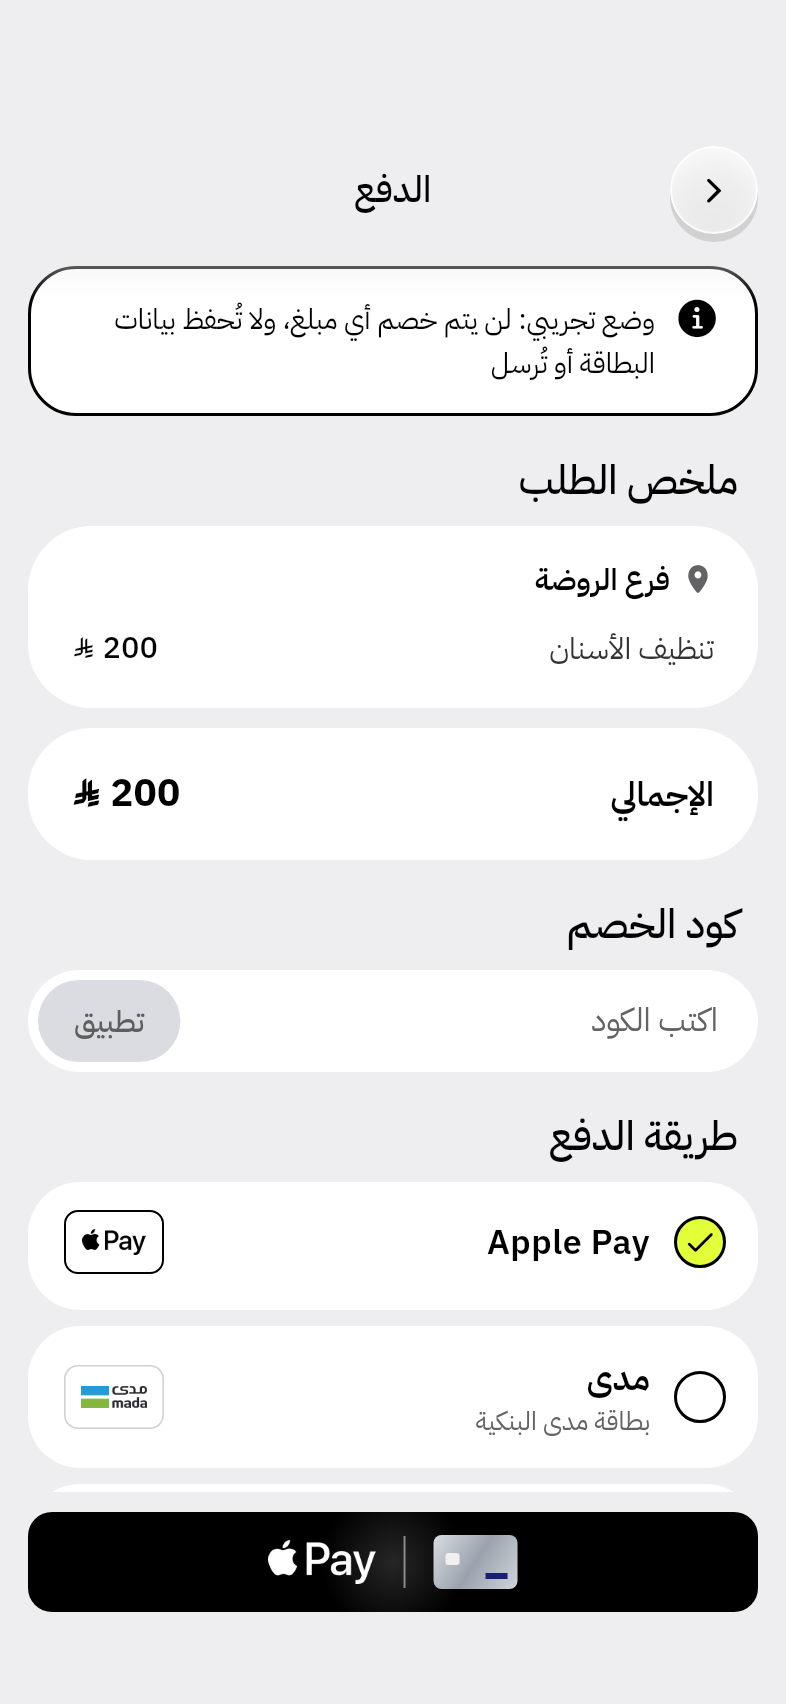 الدفع
وضع تجريبي: لن يتم خصم أي مبلغ، ولا تُحفظ بيانات
البطاقة أو تُرسل
ملخص الطلب
فرع الروضة
تنظيف الأسنان 200 ⃁
الإجمالي 200 ⃁
كود الخصم
اكتب الكود تطبيق
طريقة الدفع
Apple Pay Pay
مدى مدى
mada
بطاقة مدى البنكية
Pay